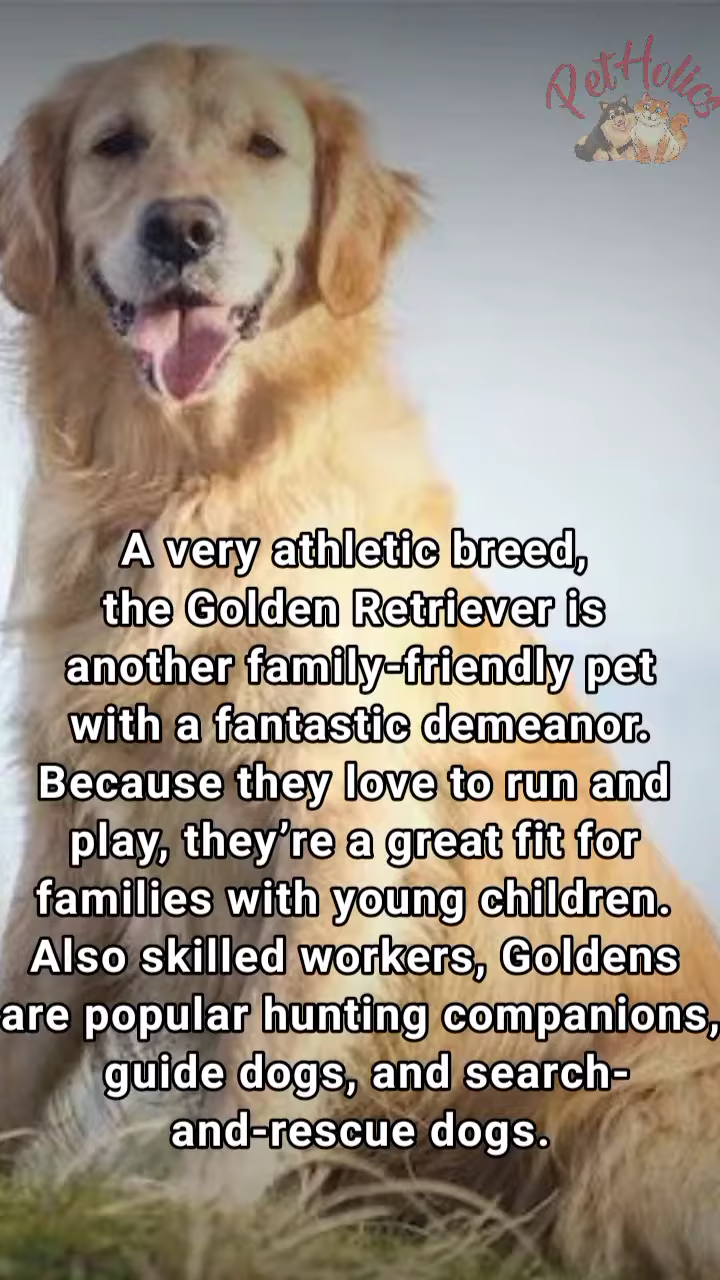 PetHolics
A very athletic breed,
the Golden Retriever is
another family-friendly pet
with a fantastic demeanor.
Because they love to run and
play, they’re a great fit for
families with young children.
Also skilled workers, Goldens
are popular hunting companions,
guide dogs, and search-
and-rescue dogs.